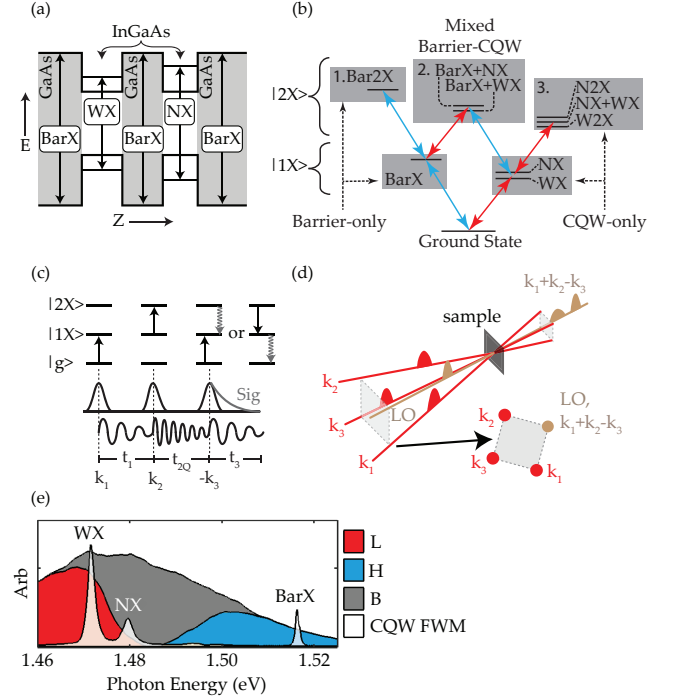 (a)
InGaAs
GaAs
GaAs
GaAs
WX
NX
BarX
BarX
BarX
E
Z
(b)
Mixed
Barrier-CQW
|2X>
1.Bar2X
2. BarX+NX
BarX+WX
3.
N2X
NX+WX
W2X
|1X>
BarX
NX
WX
Barrier-only
Ground State
CQW-only
(c)
|2X>
|1X>
or
|g>
Sig
t1
t2Q
t3
k1
k2
-k3
(d)
k1+k2-k3
sample
k2
k3
LO
k1
LO,
k1+k2-k3
k2
k3
k1
(e)
WX
NX
BarX
Arb
L
H
B
CQW FWM
1.46
1.48
1.50
1.52
Photon Energy (eV)